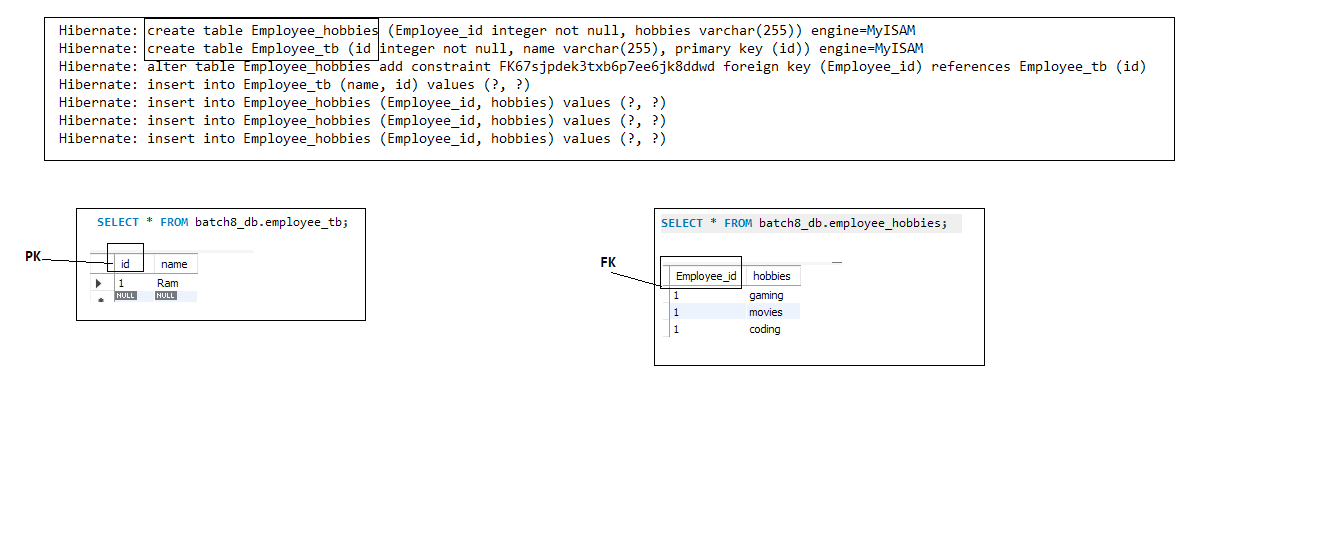 Hibernate: create table Employee_hobbies (Employee_id integer not null, hobbies varchar(255)) engine=MyISAM
Hibernate: create table Employee_tb (id integer not null, name varchar(255), primary key (id)) engine=MyISAM
Hibernate: alter table Employee_hobbies add constraint FK67sjpdek3txb6p7ee6jk8ddwd foreign key (Employee_id) references Employee_tb (id)
Hibernate: insert into Employee_tb (name, id) values (?, ?)
Hibernate: insert into Employee_hobbies (Employee_id, hobbies) values (?, ?)
Hibernate: insert into Employee_hobbies (Employee_id, hobbies) values (?, ?)
Hibernate: insert into Employee_hobbies (Employee_id, hobbies) values (?, ?)
SELECT * FROM batch8_db.employee_tb;
PK
id name
1 Ram
NULL NULL
SELECT * FROM batch8_db.employee_hobbies;
FK
Employee_id hobbies
1 gaming
1 movies
1 coding